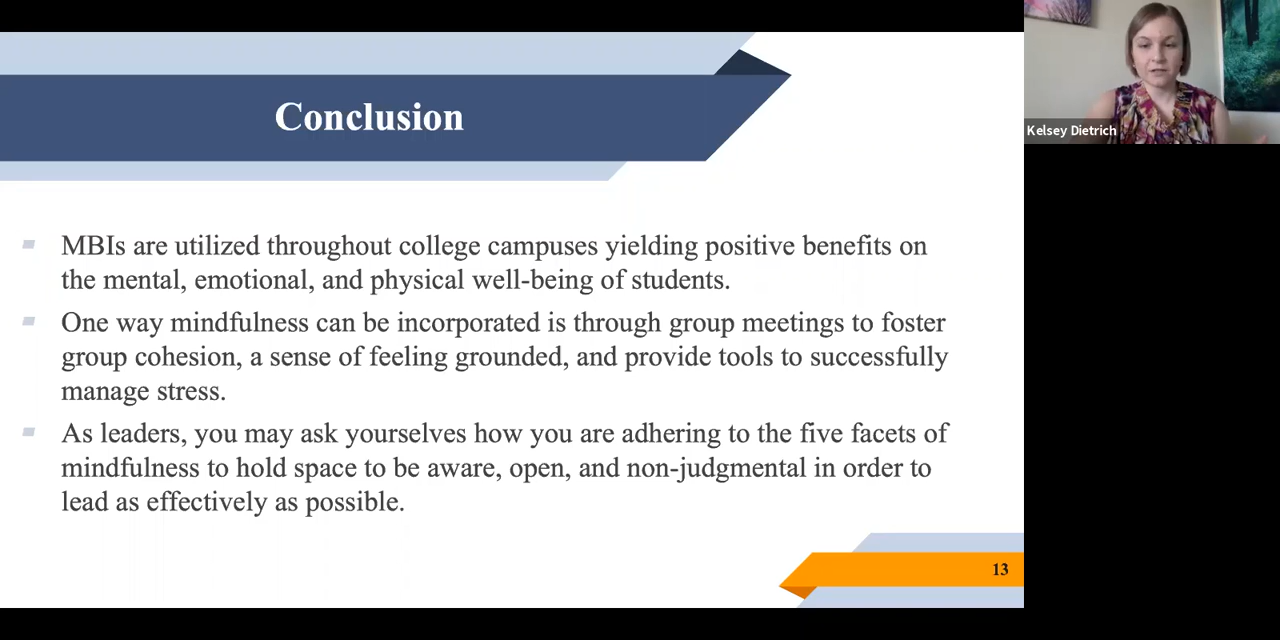 Conclusion
Kelsey Dietrich
MBIs are utilized throughout college campuses yielding positive benefits on
the mental, emotional, and physical well-being of students.
One way mindfulness can be incorporated is through group meetings to foster
group cohesion, a sense of feeling grounded, and provide tools to successfully
manage stress.
As leaders, you may ask yourselves how you are adhering to the five facets of
mindfulness to hold space to be aware, open, and non-judgmental in order to
lead as effectively as possible.
13